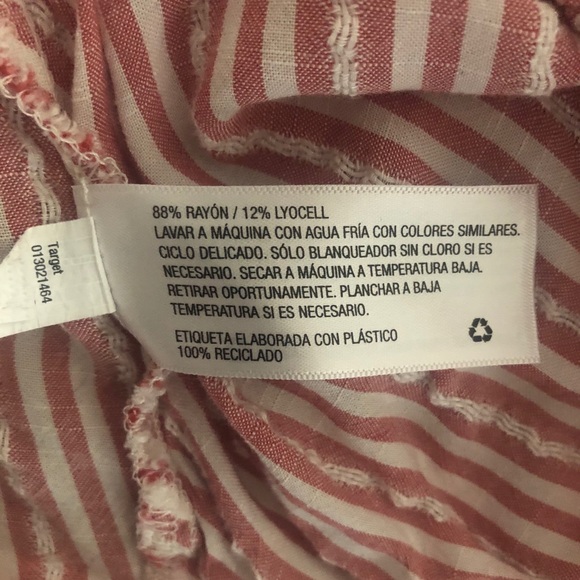 88% RAYÓN / 12% LYOCELL
LAVAR A MÁQUINA CON AGUA FRÍA CON COLORES SIMILARES.
CICLO DELICADO. SÓLO BLANQUEADOR SIN CLORO SI ES
NECESARIO. SECAR A MÁQUINA A TEMPERATURA BAJA.
RETIRAR OPORTUNAMENTE. PLANCHAR A BAJA
TEMPERATURA SI ES NECESARIO.
ETIQUETA ELABORADA CON PLÁSTICO
100% RECICLADO
Target
013021464